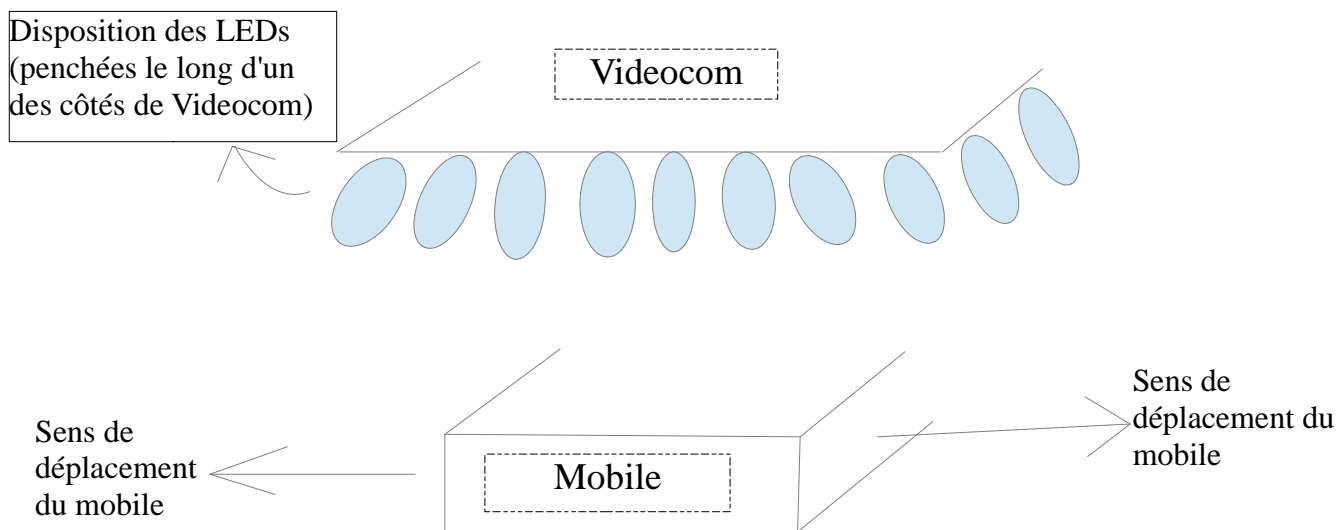 Disposition des LEDs
(penchées le long d'un
des côtés de Videocom)
Videocom
Sens de
déplacement du
mobile
Sens de
déplacement
du mobile
Mobile